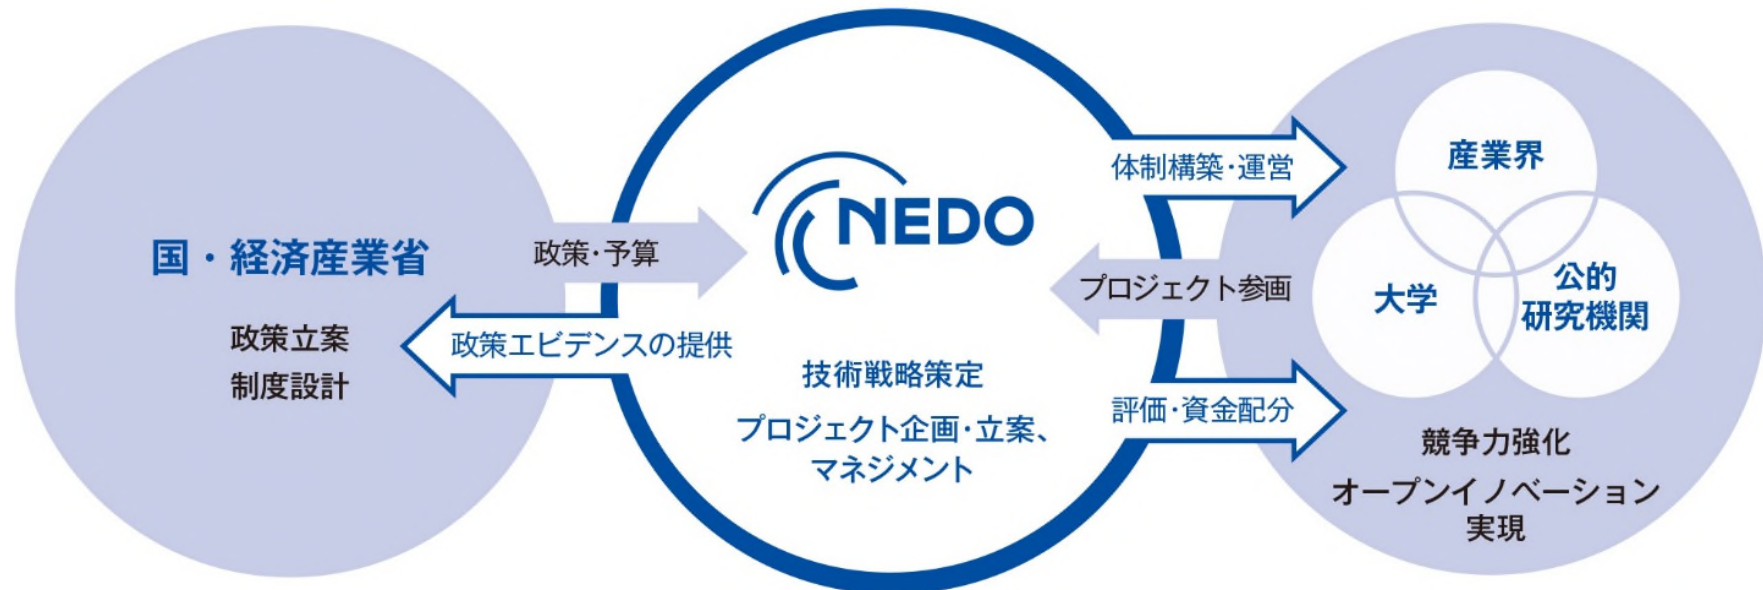 国・経済産業省
政策立案
制度設計
政策・予算
政策エビデンスの提供
NEDO
技術戦略策定
プロジェクト企画・立案、
マネジメント
体制構築・運営
プロジェクト参画
評価・資金配分
産業界
大学
公的
研究機関
競争力強化
オープンイノベーション
実現